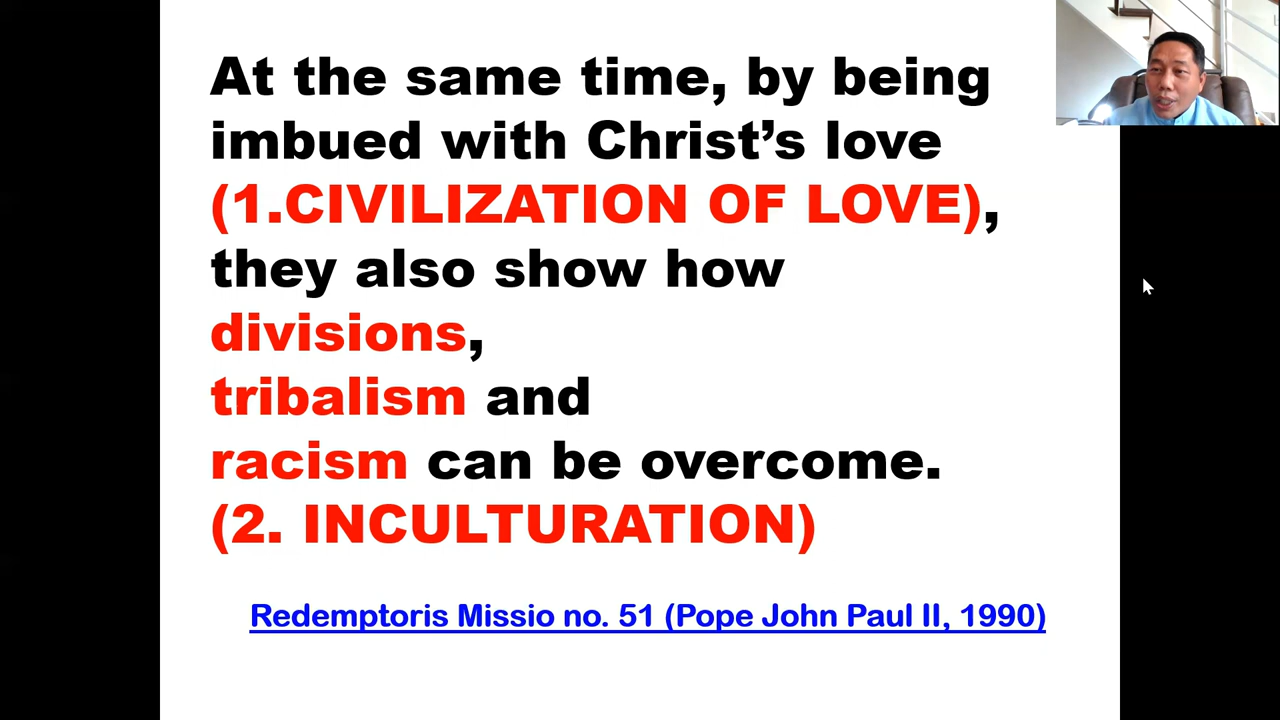 At the same time, by being
imbued with Christ’s love
(1.CIVILIZATION OF LOVE),
they also show how
divisions,
tribalism and
racism can be overcome.
(2. INCULTURATION)
Redemptoris Missio no. 51 (Pope John Paul II, 1990)